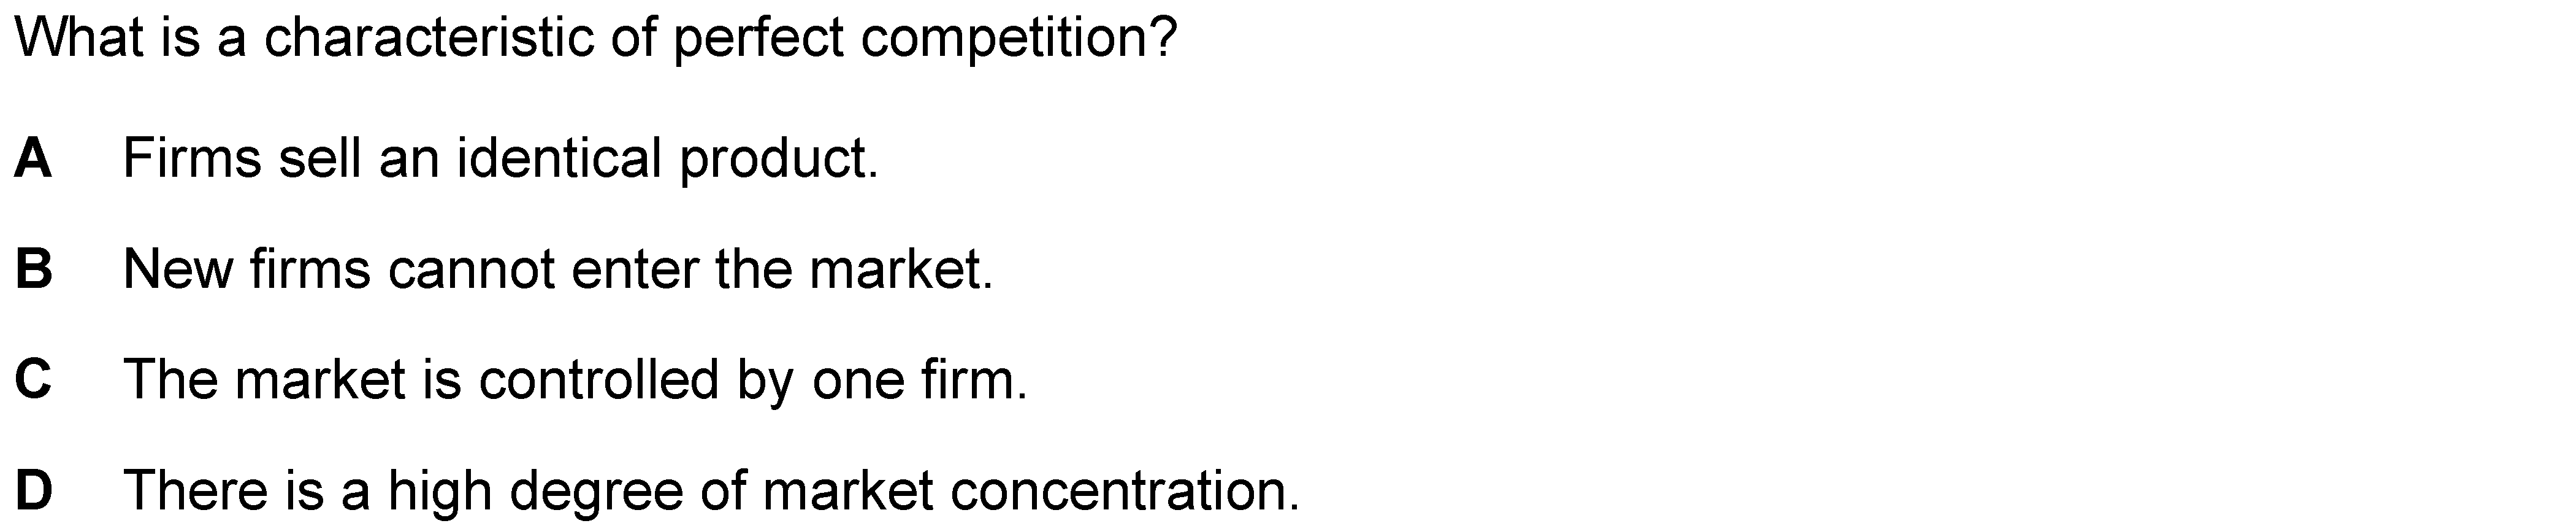 What is a characteristic of perfect competition?
A Firms sell an identical product.
B New firms cannot enter the market.
C The market is controlled by one firm.
D There is a high degree of market concentration.